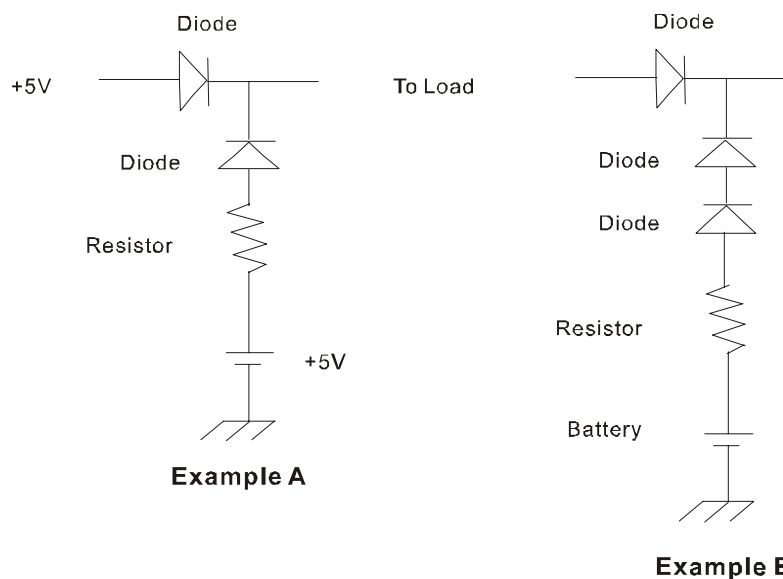 Diode
+5V
To Load
Diode
Resistor
+5V
Example A
Diode
Diode
Diode
Resistor
Battery
Example